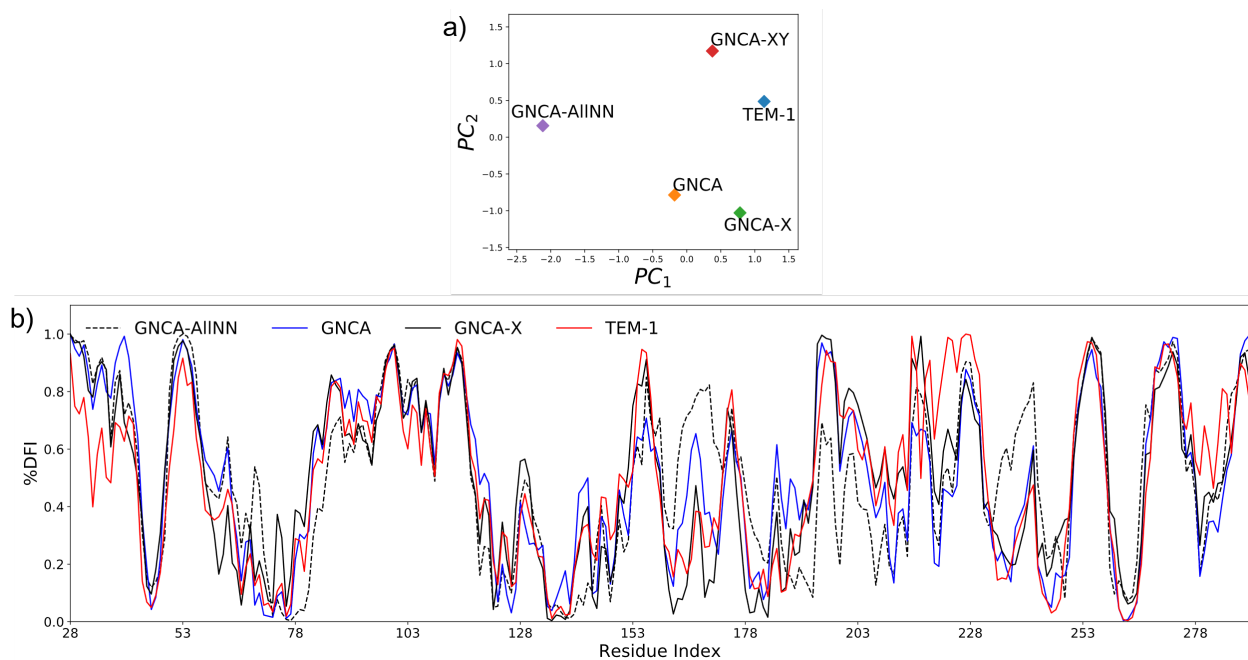 a)
GNCA-XY
GNCA-AllNN
TEM-1
GNCA
GNCA-X
1.5
1.0
0.5
0.0
−0.5
−1.0
−1.5
PC2
−2.5 −2.0 −1.5 −1.0 −0.5 0.0 0.5 1.0 1.5
PC1
b)
GNCA-AllNN GNCA GNCA-X TEM-1
1.0
0.8
0.6
0.4
0.2
0.0
%DFI
28 53 78 103 128 153 178 203 228 253 278
Residue Index